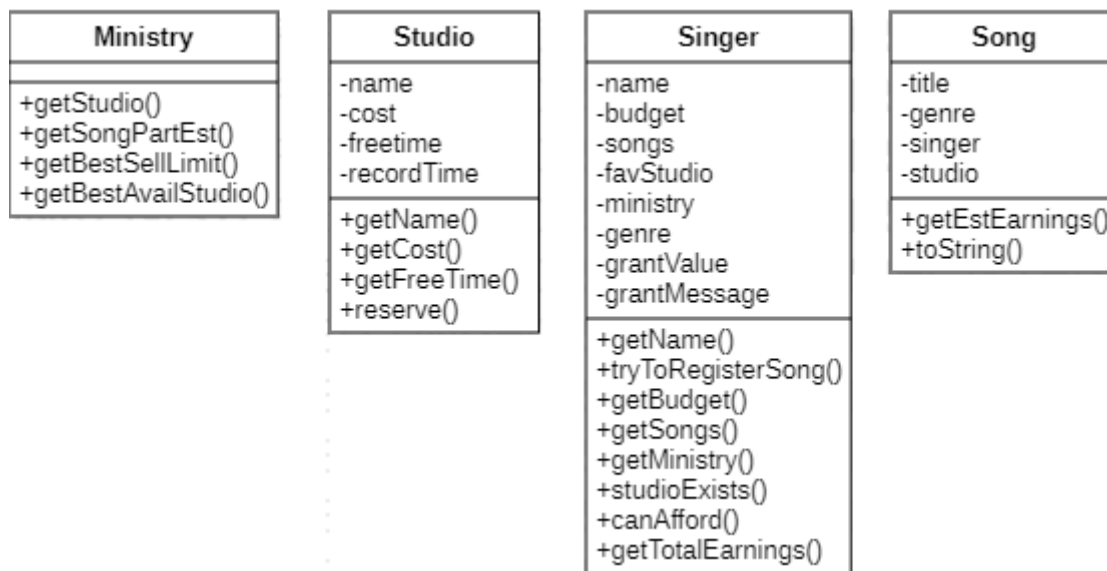 Ministry
+getStudio()
+getSongPartEst()
+getBestSellLimit()
+getBestAvailStudio()
Studio
-name
-cost
-freetime
-recordTime
+getName()
+getCost()
+getFreeTime()
+reserve()
Singer
-name
-budget
-songs
-favStudio
-ministry
-genre
-grantValue
-grantMessage
+getName()
+tryToRegisterSong()
+getBudget()
+getSongs()
+getMinistry()
+studioExists()
+canAfford()
+getTotalEarnings()
Song
-title
-genre
-singer
-studio
+getEstEarnings()
+toString()